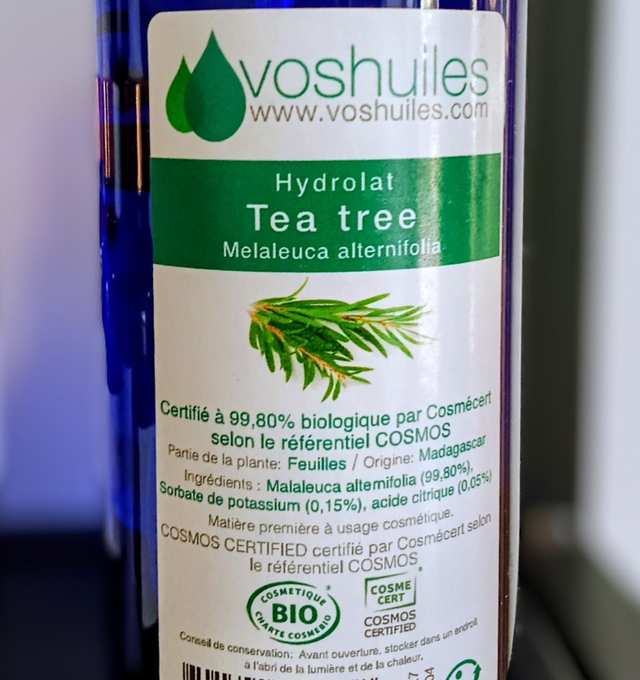 voshuiles
www.voshuiles.com
Hydrolat
Tea tree
Melaleuca alternifolia
Certifié à 99,80% biologique par Cosmécert
selon le référentiel COSMOS
Partie de la plante: Feuilles / Origine: Madagascar
Ingrédients : Malaleuca alternifolia (99,80%),
Sorbate de potassium (0,15%), acide citrique (0,05%)
Matière première à usage cosmétique.
COSMOS CERTIFIED certifié par Cosmécert selon
le référentiel COSMOS
COSMETIQUE
BIO
CHARTE COSMEBIO
COSME
CERT
COSMOS
CERTIFIED
Conseil de conservation: Avant ouverture, stocker dans un endroit
à l'abri de la lumière et de la chaleur.